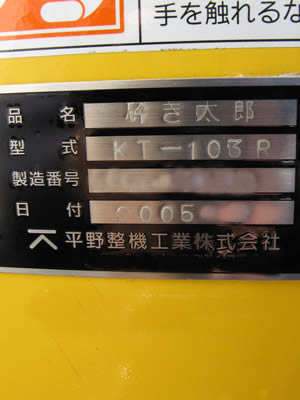 手を触れるな
品名 砕き太郎
型式 KT-103R
製造番号
日付 2005
平野整機工業株式会社